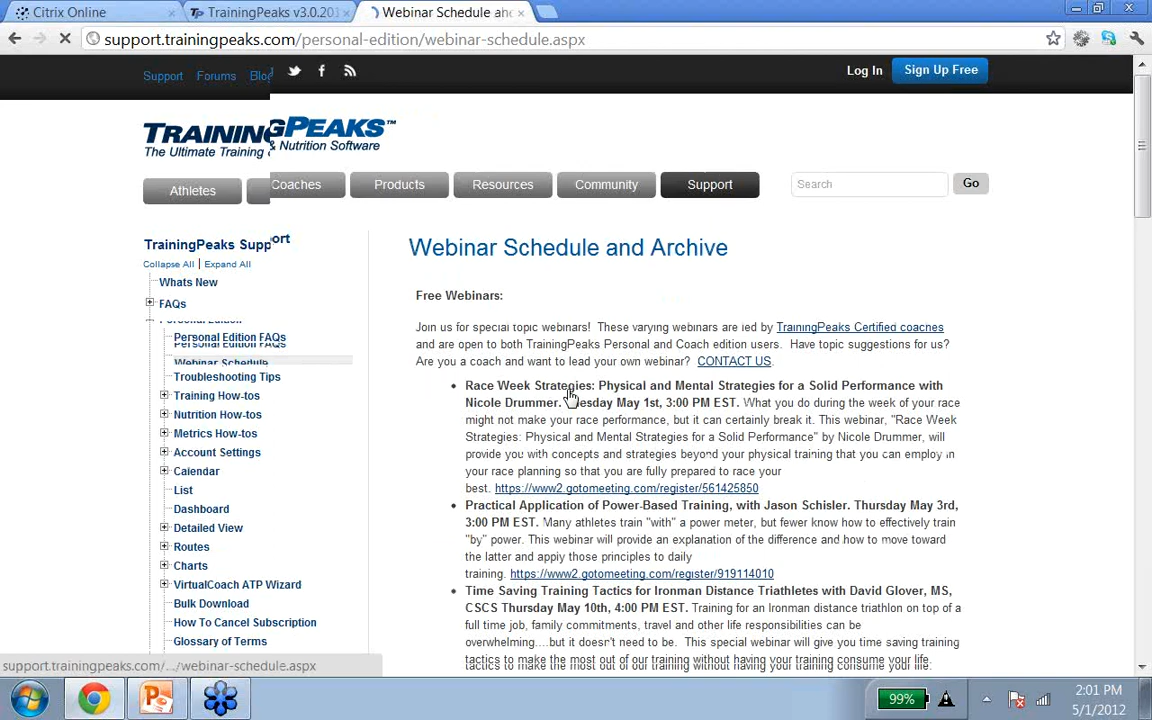 Citrix Online
TrainingPeaks v3.0.201
Webinar Schedule and
support.trainingpeaks.com/personal-edition/webinar-schedule.aspx
Support Forums Blog
Log In Sign Up Free
TRAININGPEAKS
The Ultimate Training & Nutrition Software
Athletes Coaches Products Resources Community Support Search Go
TrainingPeaks Support
Collapse All | Expand All
Whats New
FAQs
Personal Edition FAQs
Webinar Schedule
Troubleshooting Tips
Training How-tos
Nutrition How-tos
Metrics How-tos
Account Settings
Calendar
List
Dashboard
Detailed View
Routes
Charts
VirtualCoach ATP Wizard
Bulk Download
How To Cancel Subscription
Glossary of Terms
Webinar Schedule and Archive
Free Webinars:
Join us for special topic webinars! These varying webinars are led by TrainingPeaks Certified coaches
and are open to both TrainingPeaks Personal and Coach edition users. Have topic suggestions for us?
Are you a coach and want to lead your own webinar? CONTACT US.
Race Week Strategies: Physical and Mental Strategies for a Solid Performance with
Nicole Drummer. Tuesday May 1st, 3:00 PM EST. What you do during the week of your race
might not make your race performance, but it can certainly break it. This webinar, "Race Week
Strategies: Physical and Mental Strategies for a Solid Performance" by Nicole Drummer, will
provide you with concepts and strategies beyond your physical training that you can employ in
your race planning so that you are fully prepared to race your
best. https://www2.gotomeeting.com/register/561425850
Practical Application of Power-Based Training, with Jason Schisler. Thursday May 3rd,
3:00 PM EST. Many athletes train "with" a power meter, but fewer know how to effectively train
"by" power. This webinar will provide an explanation of the difference and how to move toward
the latter and apply those principles to daily
training. https://www2.gotomeeting.com/register/919114010
Time Saving Training Tactics for Ironman Distance Triathletes with David Glover, MS,
CSCS Thursday May 10th, 4:00 PM EST. Training for an Ironman distance triathlon on top of a
full time job, family commitments, travel and other life responsibilities can be
overwhelming....but it doesn't need to be. This special webinar will give you time saving training
tactics to make the most out of our training without having your training consume your life.
support.trainingpeaks.com/.../webinar-schedule.aspx
99%
2:01 PM
5/1/2012